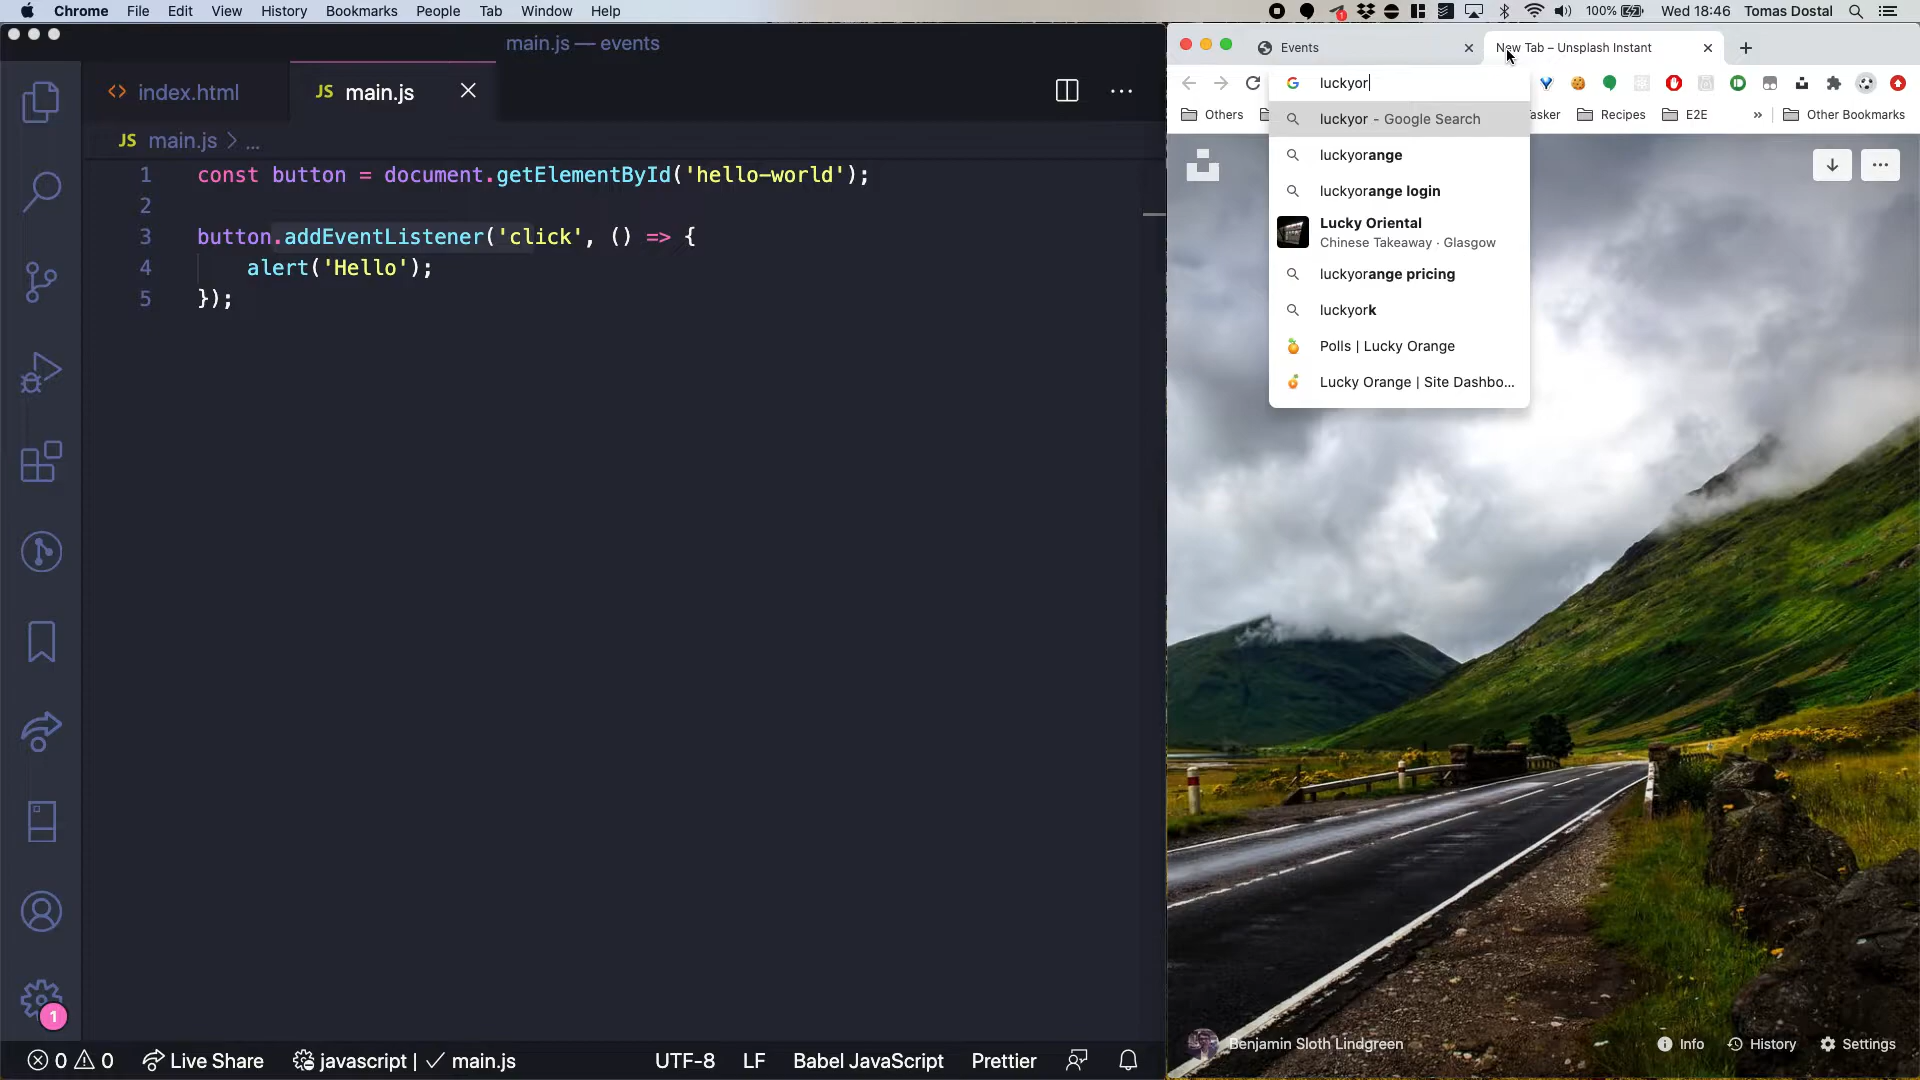 Chrome File Edit View History Bookmarks People Tab Window Help
100% Wed 18:46 Tomas Dostal
main.js — events
<> index.html
JS main.js
JS main.js > ...
1 const button = document.getElementById('hello-world');
2
3 button.addEventListener('click', () => {
4 alert('Hello');
5 });
1
0 0 Live Share javascript | ✓ main.js UTF-8 LF Babel JavaScript Prettier
Events
New Tab – Unsplash Instant
luckyor
Others
asker Recipes E2E » Other Bookmarks
luckyor - Google Search
luckyorange
luckyorange login
Lucky Oriental
Chinese Takeaway · Glasgow
luckyorange pricing
luckyork
Polls | Lucky Orange
Lucky Orange | Site Dashbo...
Benjamin Sloth Lindgreen
Info History Settings